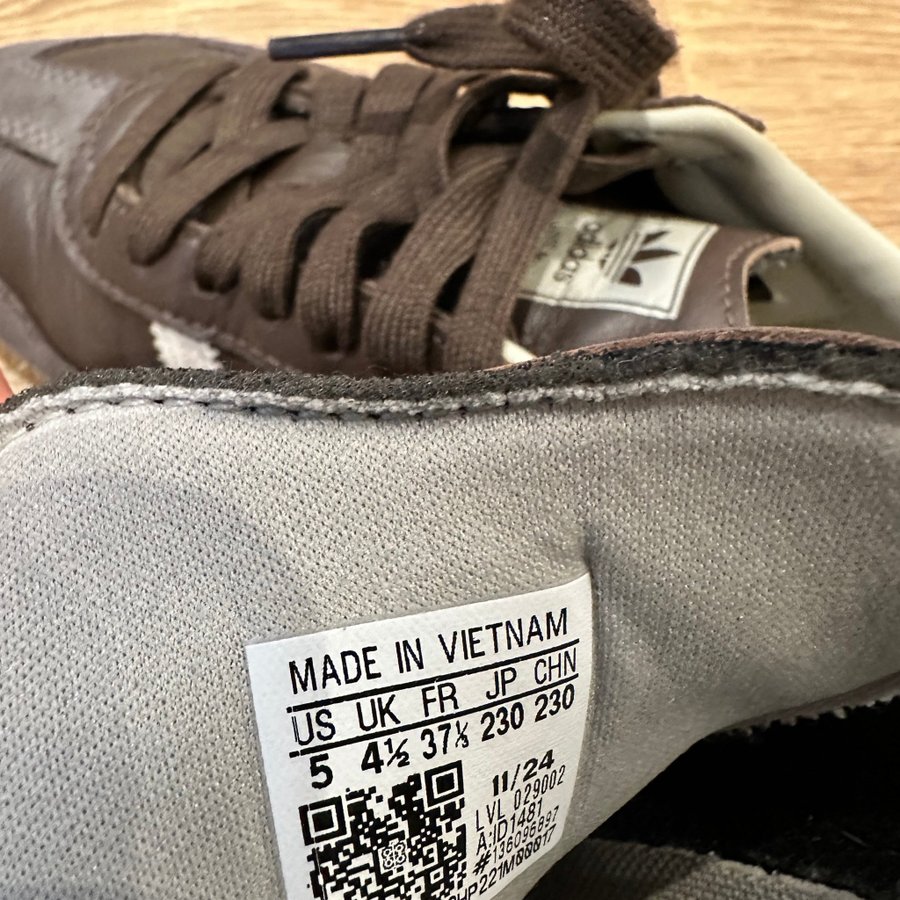 adidas
MADE IN VIETNAM
US UK FR JP CHN
5 4½ 37⅓ 230 230
11/24
LVL 029002
A:ID1481
#136096897